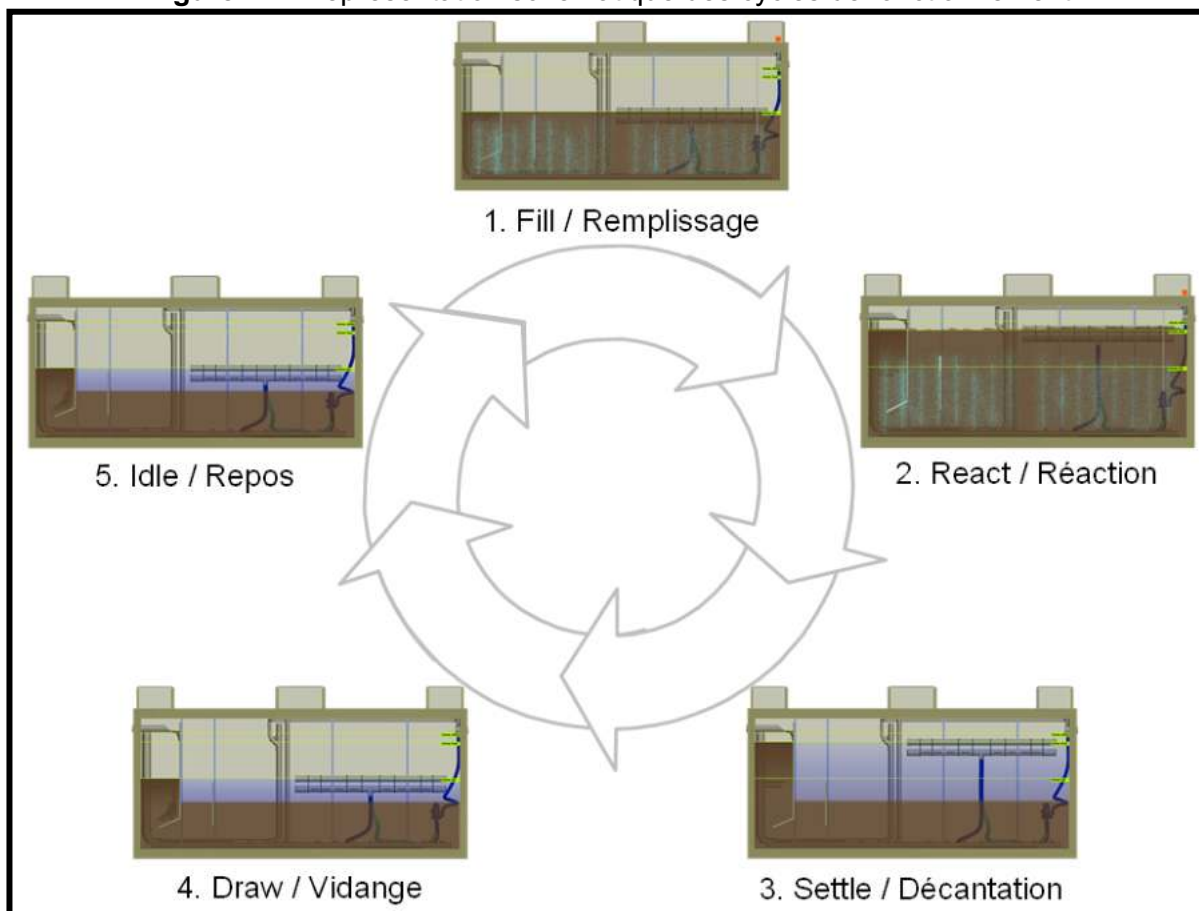 1. Fill / Remplissage
5. Idle / Repos
2. React / Réaction
4. Draw / Vidange
3. Settle / Décantation